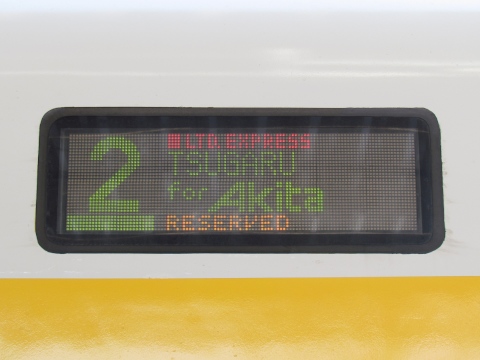 2
LTD. EXPRESS
TSUGARU
for Akita
RESERVED